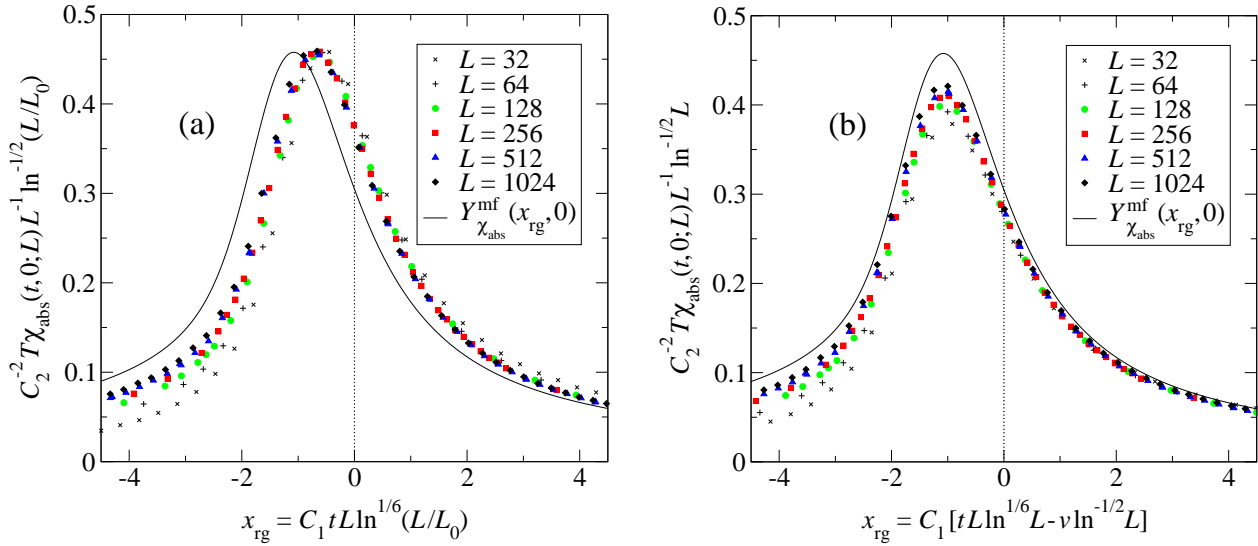 0.5
0.4
0.3
0.2
0.1
0
-4
-2
0
2
4
(a)
L = 32
L = 64
L = 128
L = 256
L = 512
L = 1024
Y^mf_χabs (x_rg,0)
C_2^-2 Tχ_abs(t,0;L)L^-1 ln^-1/2(L/L_0)
x_rg = C_1 tL ln^1/6(L/L_0)
0.5
0.4
0.3
0.2
0.1
0
-4
-2
0
2
4
(b)
L = 32
L = 64
L = 128
L = 256
L = 512
L = 1024
Y^mf_χabs (x_rg,0)
C_2^-2 Tχ_abs(t,0;L)L^-1 ln^-1/2 L
x_rg = C_1[tL ln^1/6 L - v ln^-1/2 L]